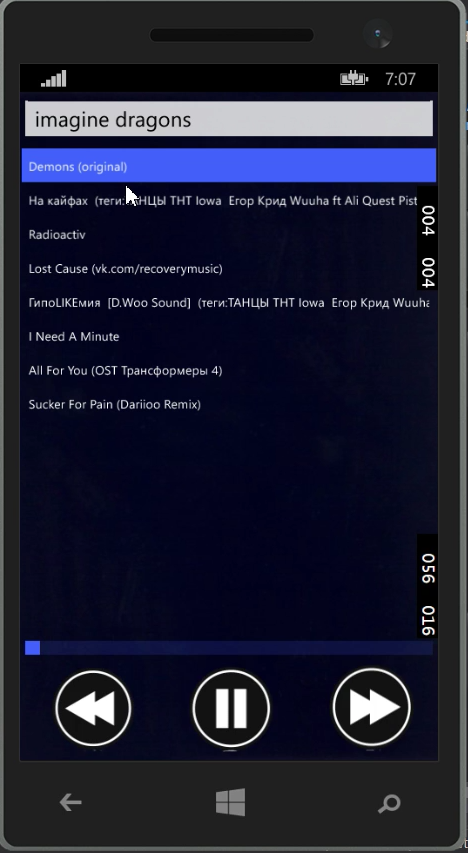 7:07
imagine dragons
Demons (original)
На кайфах (теги:ТАНЦЫ ТНТ Iowa Егор Крид Wuuha ft Ali Quest Pist
004 004
Radioactiv
Lost Cause (vk.com/recoverymusic)
ГипоLIKEмия [D.Woo Sound] (теги:ТАНЦЫ ТНТ Iowa Егор Крид Wuuha
I Need A Minute
All For You (OST Трансформеры 4)
Sucker For Pain (Dariioo Remix)
056 016